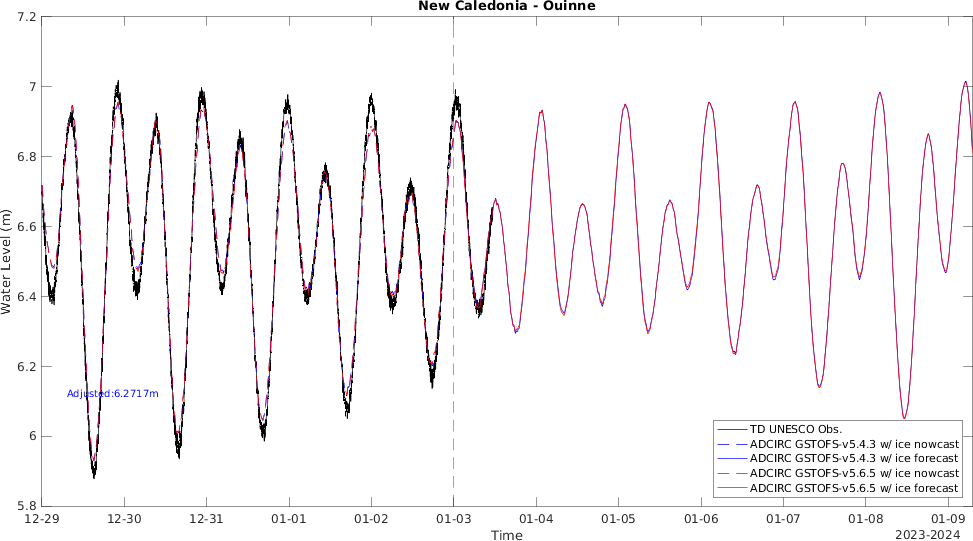 New Caledonia - Ouinne
7.2
7
6.8
6.6
6.4
6.2
6
5.8
Water Level (m)
Adjusted:6.2717m
TD UNESCO Obs.
ADCIRC GSTOFS-v5.4.3 w/ ice nowcast
ADCIRC GSTOFS-v5.4.3 w/ ice forecast
ADCIRC GSTOFS-v5.6.5 w/ ice nowcast
ADCIRC GSTOFS-v5.6.5 w/ ice forecast
12-29 12-30 12-31 01-01 01-02 01-03 01-04 01-05 01-06 01-07 01-08 01-09
Time
2023-2024